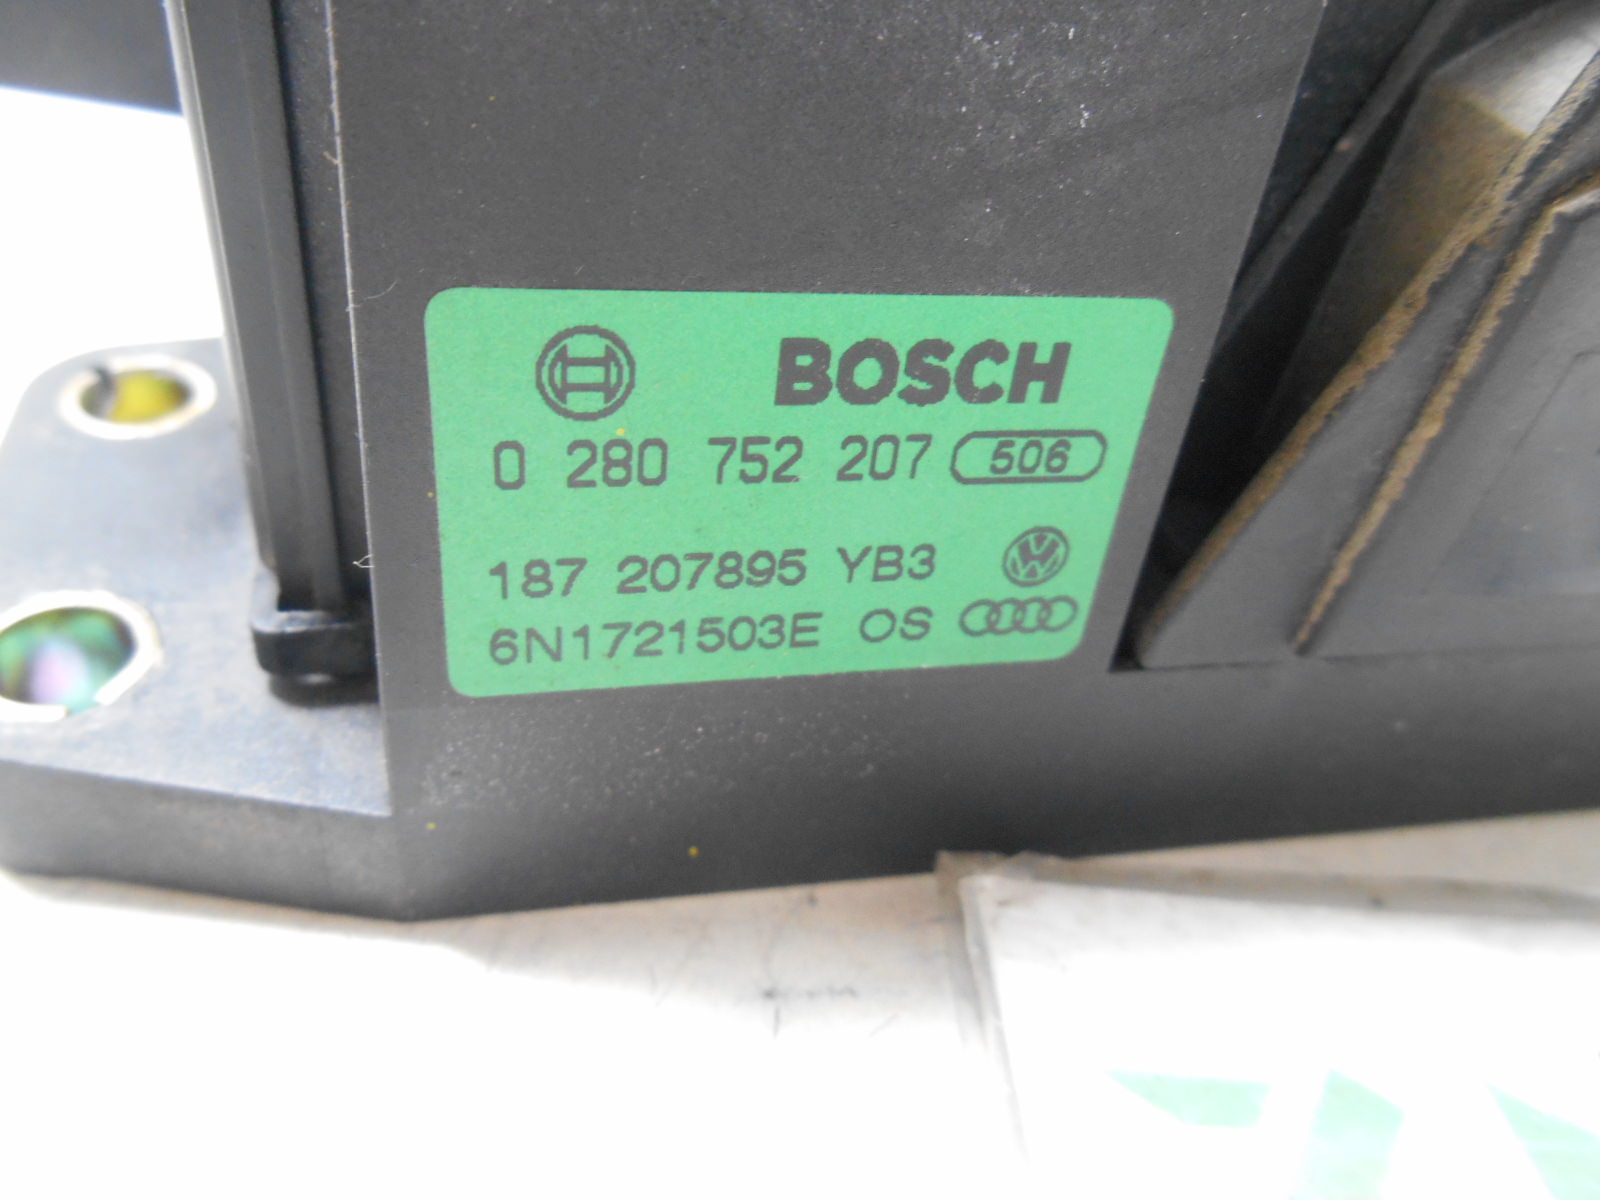 BOSCH
0 280 752 207 506
187 207895 YB3
6N1721503E OS